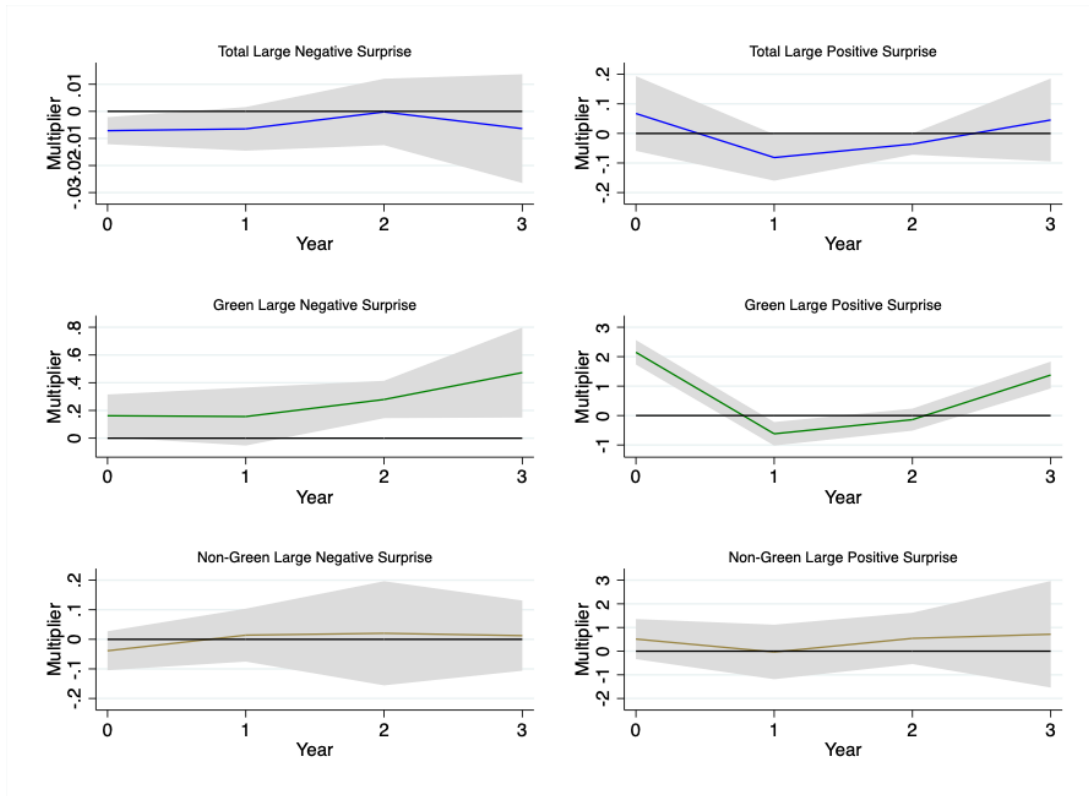 Total Large Negative Surprise
Multiplier
.01
0
-.01
-.02
-.03
0 1 2 3
Year
Total Large Positive Surprise
Multiplier
.2
.1
0
-.1
-.2
0 1 2 3
Year
Green Large Negative Surprise
Multiplier
.8
.6
.4
.2
0
0 1 2 3
Year
Green Large Positive Surprise
Multiplier
3
2
1
0
-1
0 1 2 3
Year
Non-Green Large Negative Surprise
Multiplier
.2
.1
0
-.1
-.2
0 1 2 3
Year
Non-Green Large Positive Surprise
Multiplier
3
2
1
0
-1
-2
0 1 2 3
Year